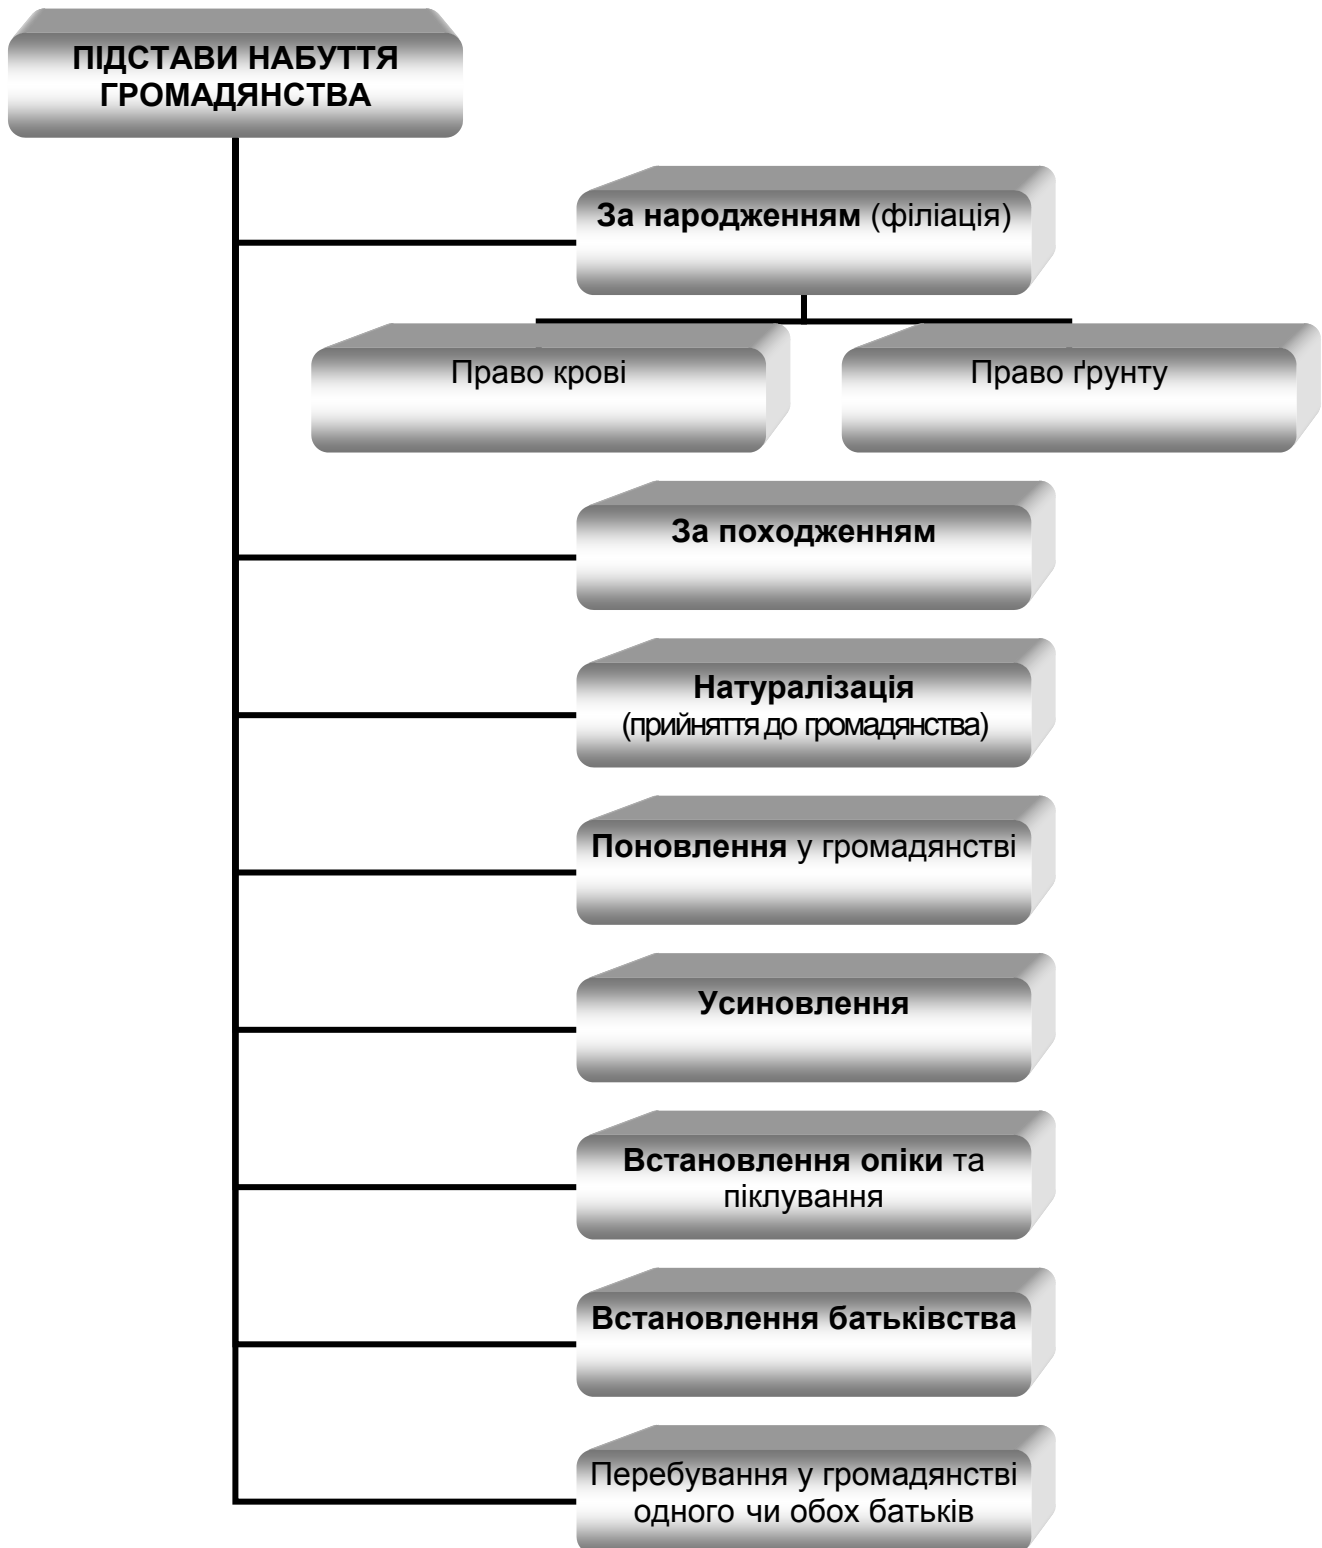 ПІДСТАВИ НАБУТТЯ
ГРОМАДЯНСТВА
За народженням (філіація)
Право крові
Право ґрунту
За походженням
Натуралізація
(прийняття до громадянства)
Поновлення у громадянстві
Усиновлення
Встановлення опіки та
піклування
Встановлення батьківства
Перебування у громадянстві
одного чи обох батьків